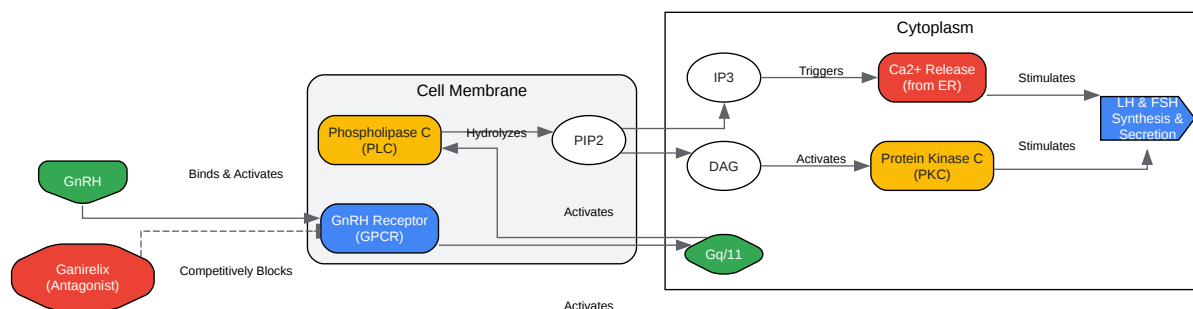 Cytoplasm
Cell Membrane
IP3
Triggers
Ca2+ Release
(from ER)
Stimulates
LH & FSH
Synthesis &
Secretion
Phospholipase C
(PLC)
Hydrolyzes
PIP2
DAG
Activates
Protein Kinase C
(PKC)
Stimulates
GnRH
Binds & Activates
GnRH Receptor
(GPCR)
Activates
Gq/11
Ganirelix
(Antagonist)
Competitively Blocks
Activates